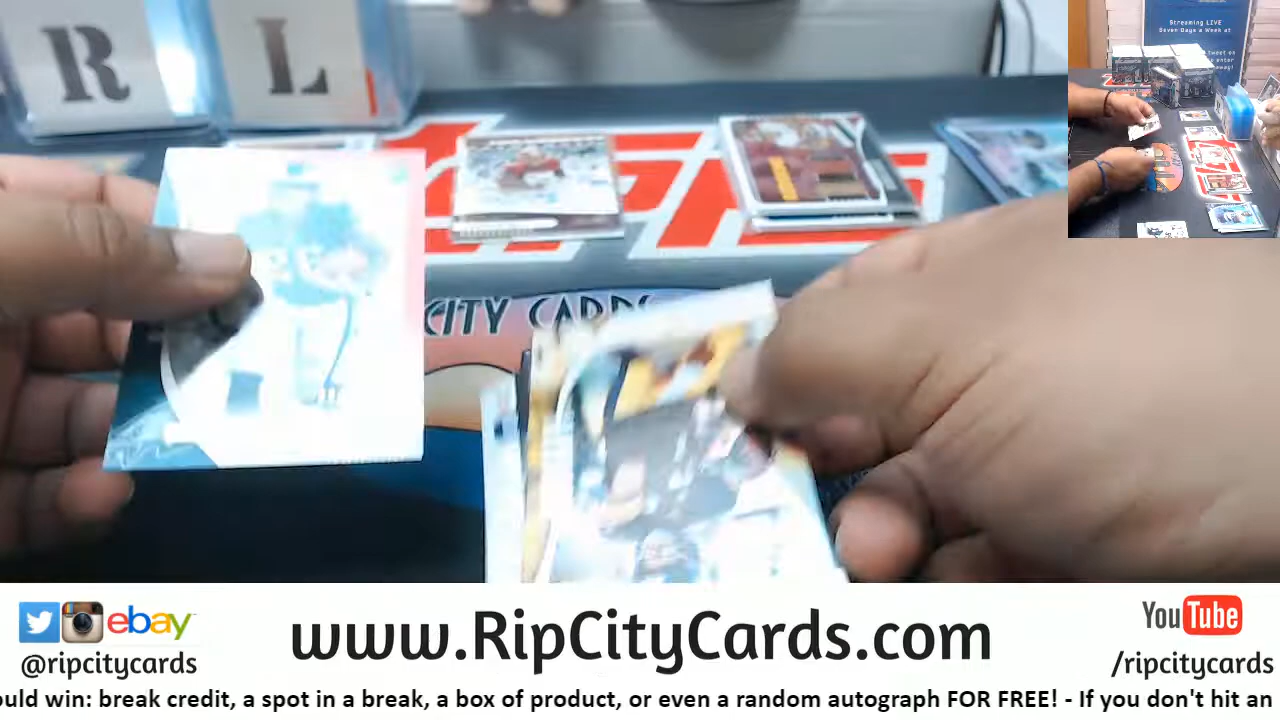 R L
Streaming LIVE
Seven Days a Week at
CITY CARDS
ebay
@ripcitycards
www.RipCityCards.com
YouTube
/ripcitycards
ould win: break credit, a spot in a break, a box of product, or even a random autograph FOR FREE! - If you don't hit an